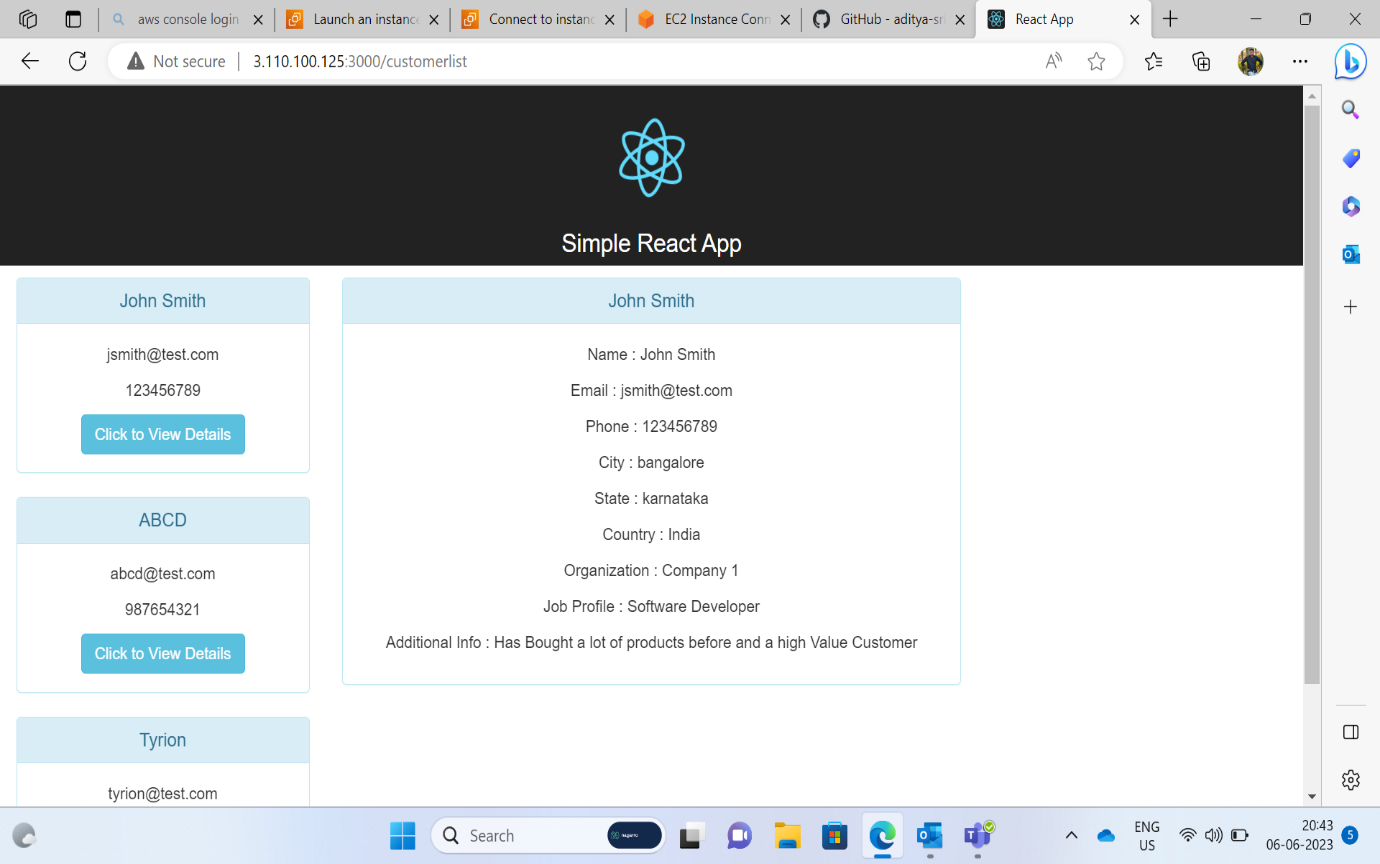 aws console login
Launch an instance
Connect to instanc
EC2 Instance Conn
GitHub - aditya-sri
React App
Not secure
3.110.100.125:3000/customerlist
Simple React App
John Smith
jsmith@test.com
123456789
Click to View Details
ABCD
abcd@test.com
987654321
Click to View Details
Tyrion
tyrion@test.com
John Smith
Name : John Smith
Email : jsmith@test.com
Phone : 123456789
City : bangalore
State : karnataka
Country : India
Organization : Company 1
Job Profile : Software Developer
Additional Info : Has Bought a lot of products before and a high Value Customer
Search
ENG
US
20:43
06-06-2023
5